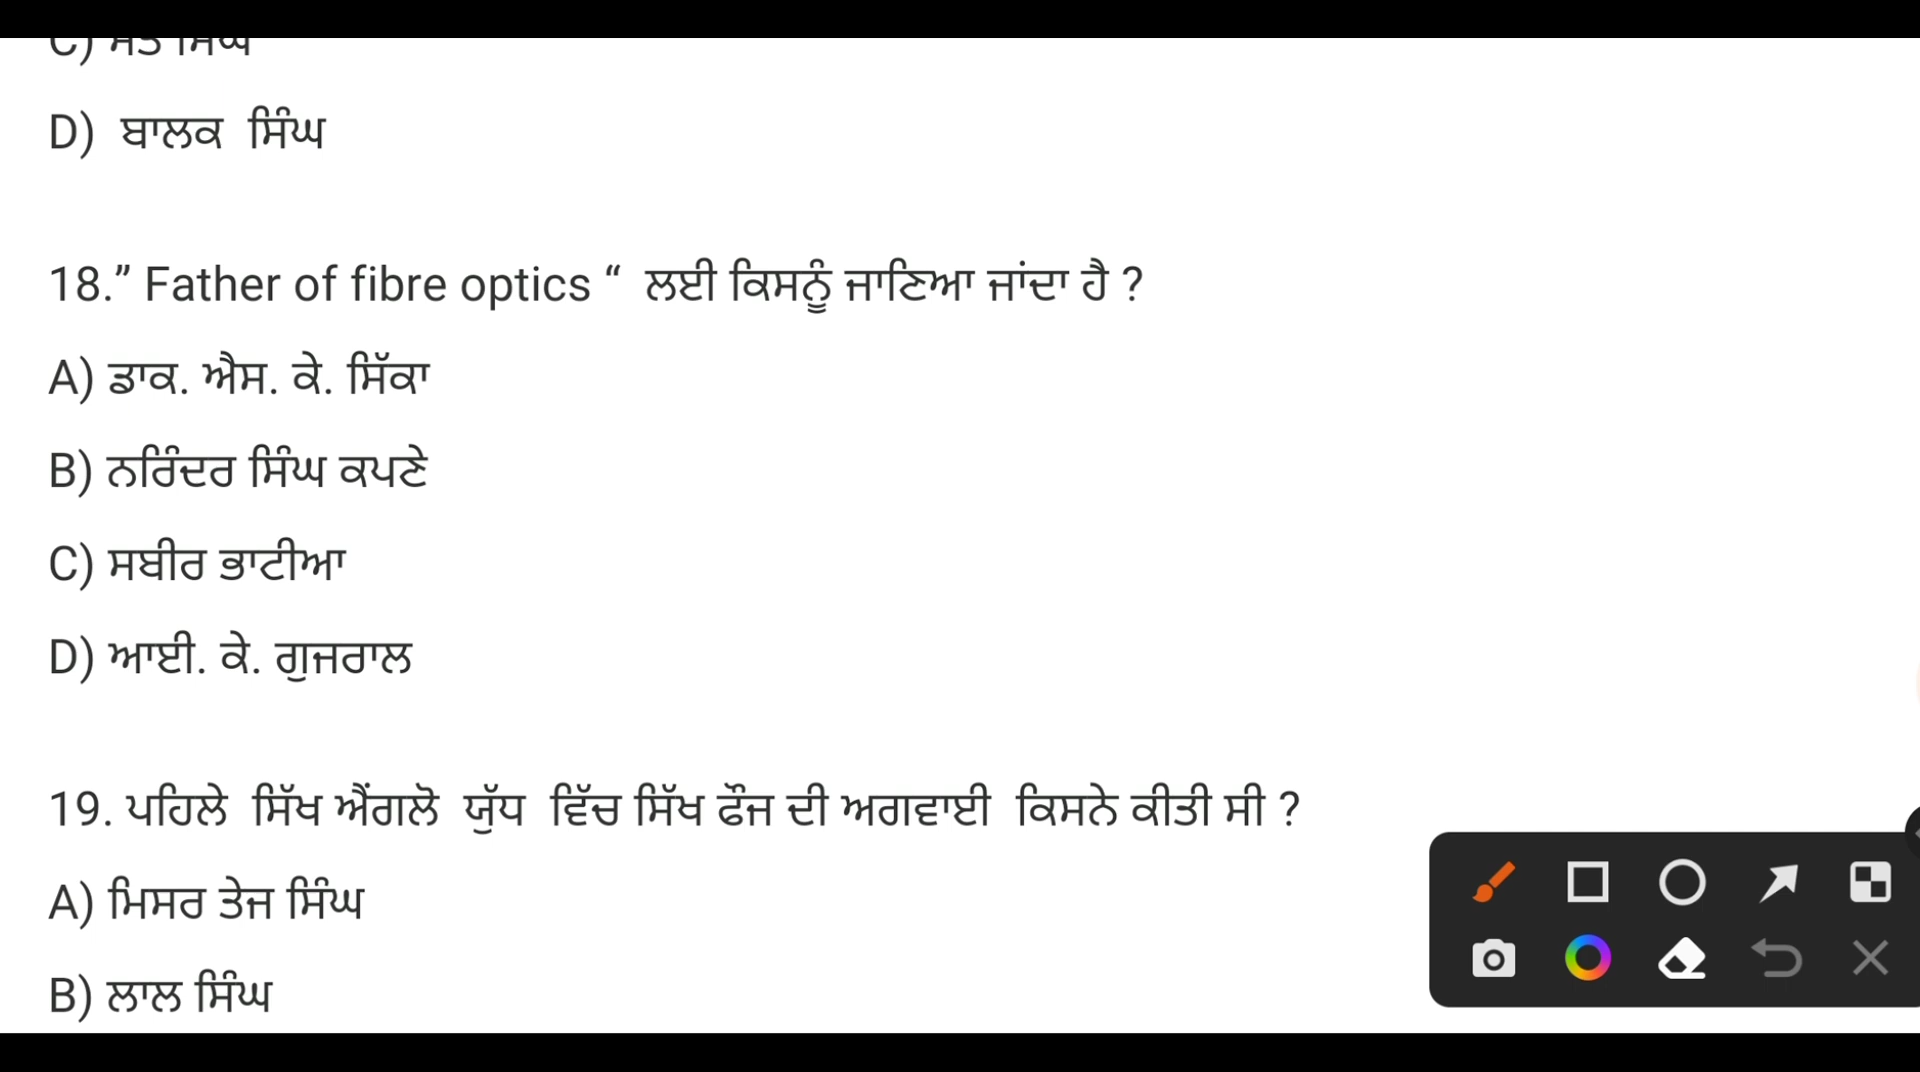 D) ਬਾਲਕ ਸਿੰਘ
18.” Father of fibre optics “ ਲਈ ਕਿਸਨੂੰ ਜਾਣਿਆ ਜਾਂਦਾ ਹੈ ?
A) ਡਾਕ. ਐਸ. ਕੇ. ਸਿੱਕਾ
B) ਨਰਿੰਦਰ ਸਿੰਘ ਕਪਣੇ
C) ਸਬੀਰ ਭਾਟੀਆ
D) ਆਈ. ਕੇ. ਗੁਜਰਾਲ
19. ਪਹਿਲੇ ਸਿੱਖ ਐਂਗਲੋ ਯੁੱਧ ਵਿੱਚ ਸਿੱਖ ਫੌਜ ਦੀ ਅਗਵਾਈ ਕਿਸਨੇ ਕੀਤੀ ਸੀ ?
A) ਮਿਸਰ ਤੇਜ ਸਿੰਘ
B) ਲਾਲ ਸਿੰਘ